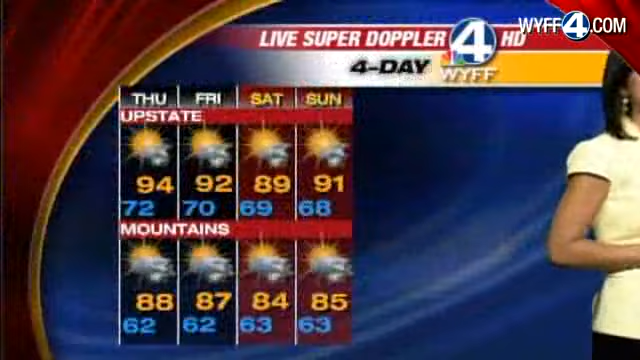 WYFF4.COM
LIVE SUPER DOPPLER 4 HD
4-DAY WYFF
THU FRI SAT SUN
UPSTATE
94 92 89 91
72 70 69 68
MOUNTAINS
88 87 84 85
62 62 63 63